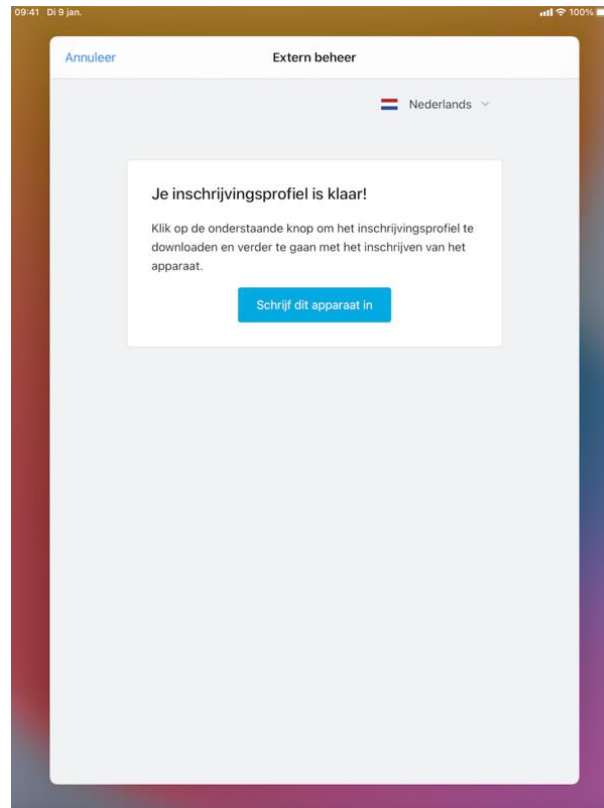 09:41 Di 9 jan.
100%
Annuleer
Extern beheer
Nederlands
Je inschrijvingsprofiel is klaar!
Klik op de onderstaande knop om het inschrijvingsprofiel te
downloaden en verder te gaan met het inschrijven van het
apparaat.
Schrijf dit apparaat in